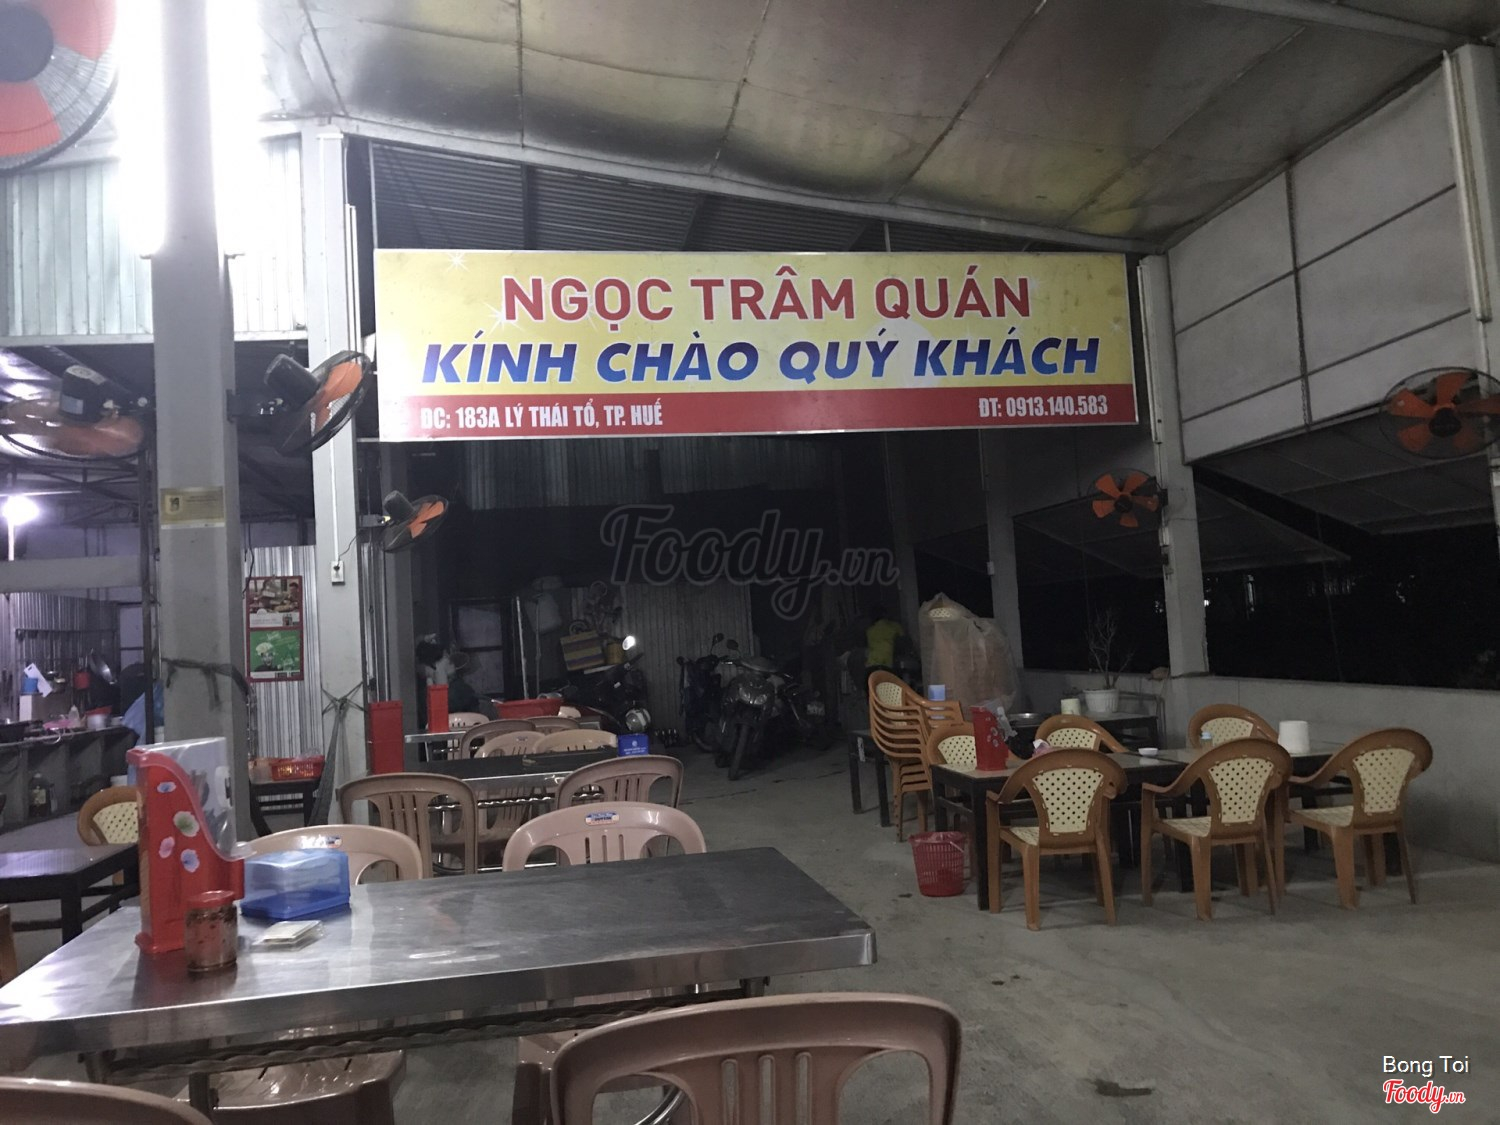 NGỌC TRÂM QUÁN
KÍNH CHÀO QUÝ KHÁCH
ĐC: 183A LÝ THÁI TỔ, TP. HUẾ
ĐT: 0913.140.583
Foody.vn
Bong Toi
Foody.vn